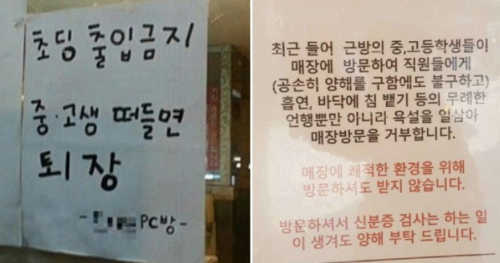 초딩 출입금지
중·고생 떠들면
퇴장
PC방 -
최근 들어 근방의 중,고등학생들이
매장에 방문하여 직원들에게
(공손히 양해를 구함에도 불구하고)
흡연, 바닥에 침 뱉기 등의 무례한
언행뿐만 아니라 욕설을 일삼아
매장방문을 거부합니다.
매장에 쾌적한 환경을 위해
방문하셔도 받지 않습니다.
방문하셔서 신분증 검사는 하는 일
이 생겨도 양해 부탁 드립니다.